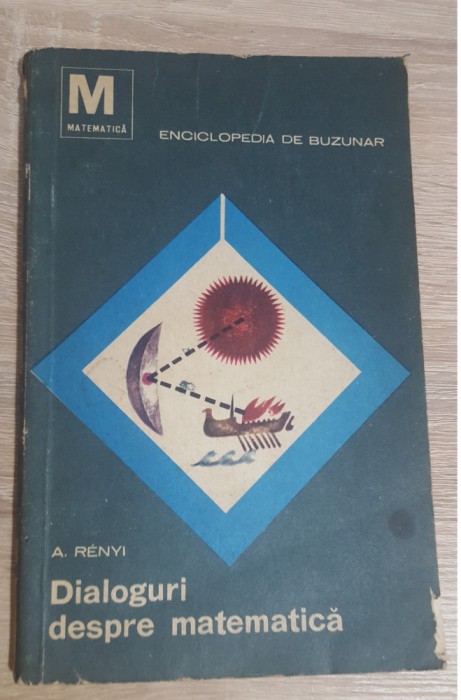 M
MATEMATICĂ
ENCICLOPEDIA DE BUZUNAR
A. RÉNYI
Dialoguri
despre matematică